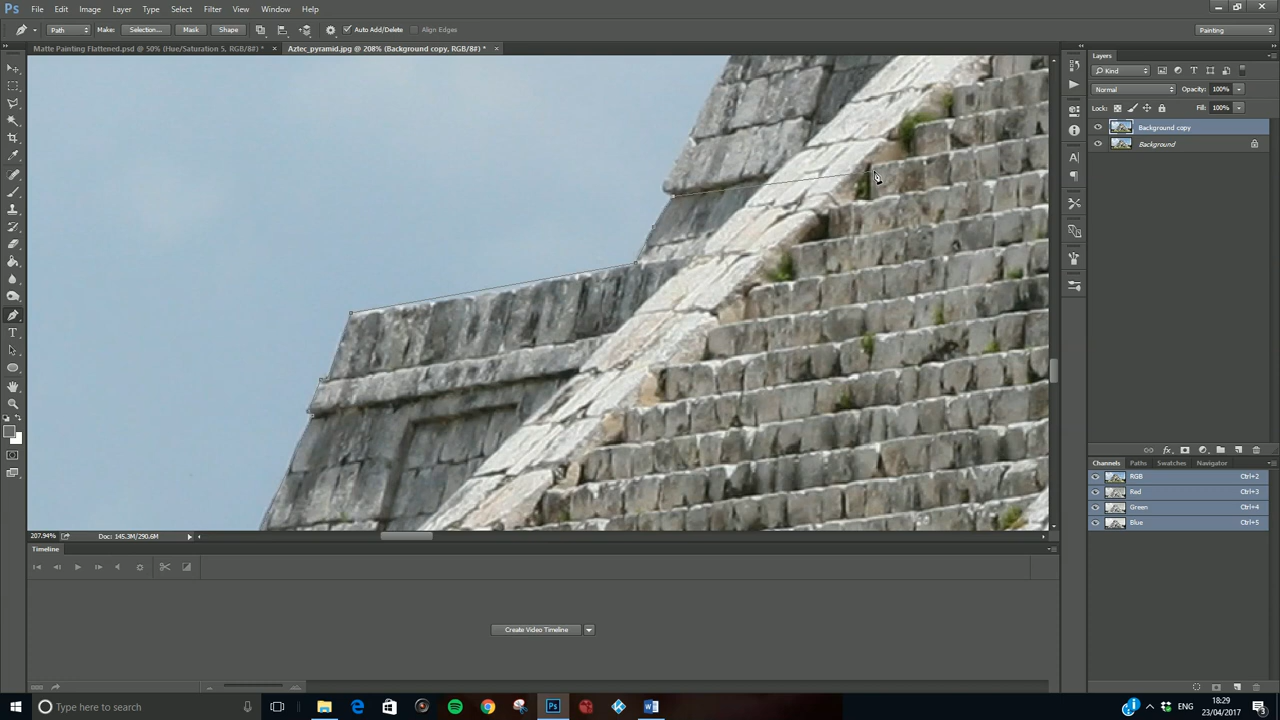 Ps File Edit Image Layer Type Select Filter View Window Help
Path Make: Selection... Mask Shape Auto Add/Delete Align Edges Painting
Matte Painting Flattened.psd @ 50% (Hue/Saturation 5, RGB/8#) * × Aztec_pyramid.jpg @ 208% (Background copy, RGB/8#) * ×
Layers
Kind
Normal Opacity: 100%
Lock: Fill: 100%
Background copy
Background
Channels Paths Swatches Navigator
RGB Ctrl+2
Red Ctrl+3
Green Ctrl+4
Blue Ctrl+5
207.94% Doc: 145.3M/290.6M
Timeline
Create Video Timeline
Type here to search
ENG
18:29
23/04/2017